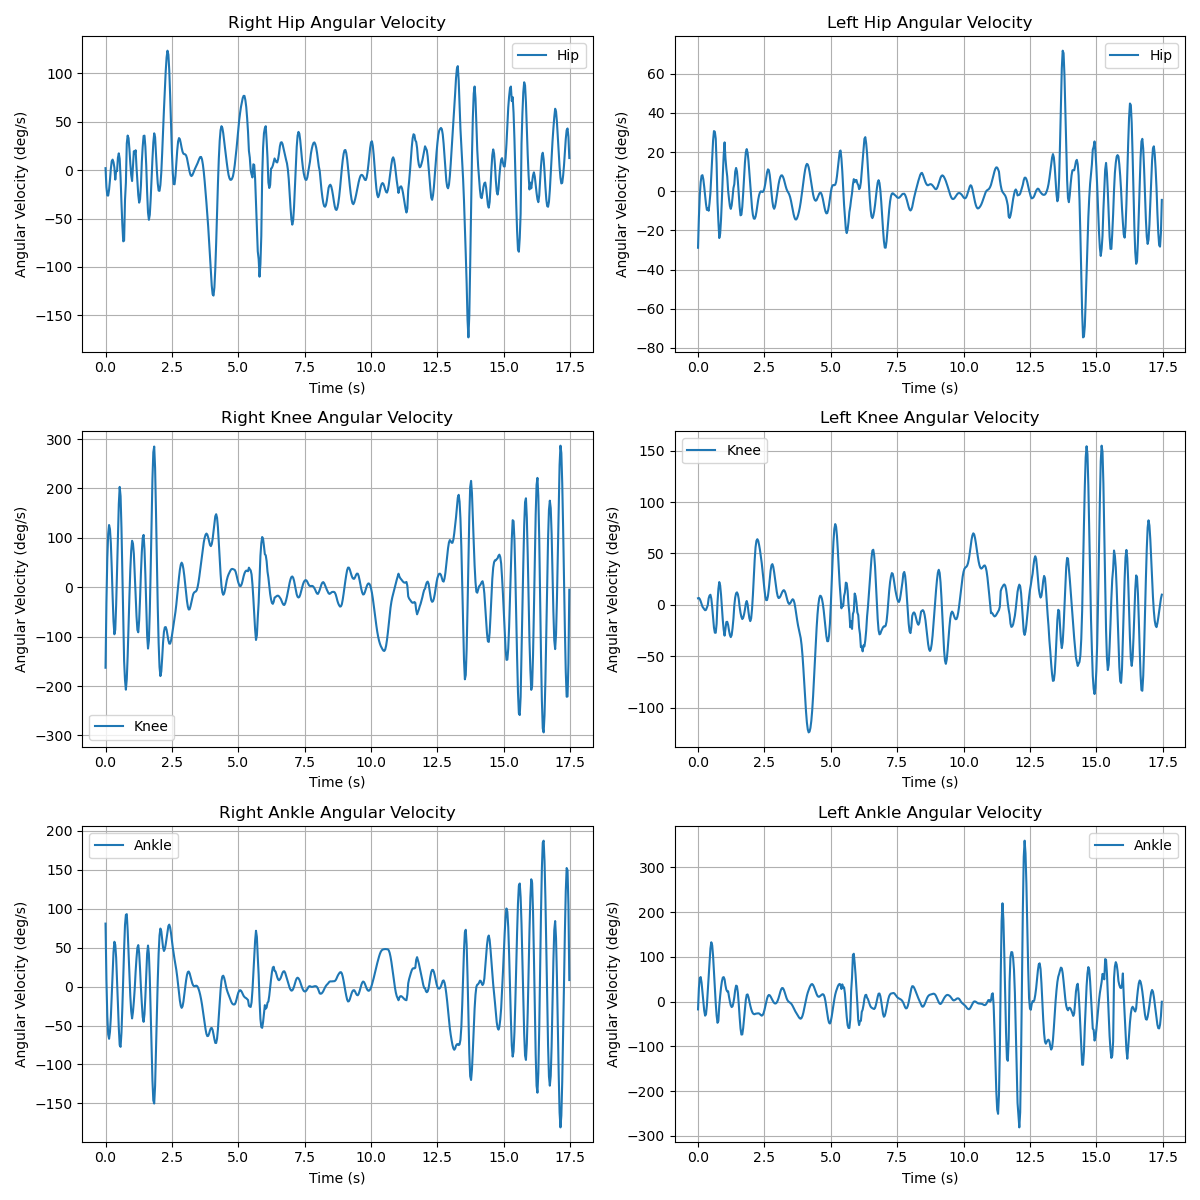 Right Hip Angular Velocity
Left Hip Angular Velocity
Hip
Hip
Angular Velocity (deg/s)
100
50
0
−50
−100
−150
0.0 2.5 5.0 7.5 10.0 12.5 15.0 17.5
Time (s)
Angular Velocity (deg/s)
60
40
20
0
−20
−40
−60
−80
0.0 2.5 5.0 7.5 10.0 12.5 15.0 17.5
Time (s)
Right Knee Angular Velocity
Left Knee Angular Velocity
Knee
Knee
Angular Velocity (deg/s)
300
200
100
0
−100
−200
−300
0.0 2.5 5.0 7.5 10.0 12.5 15.0 17.5
Time (s)
Angular Velocity (deg/s)
150
100
50
0
−50
−100
0.0 2.5 5.0 7.5 10.0 12.5 15.0 17.5
Time (s)
Right Ankle Angular Velocity
Left Ankle Angular Velocity
Ankle
Ankle
Angular Velocity (deg/s)
200
150
100
50
0
−50
−100
−150
0.0 2.5 5.0 7.5 10.0 12.5 15.0 17.5
Time (s)
Angular Velocity (deg/s)
300
200
100
0
−100
−200
−300
0.0 2.5 5.0 7.5 10.0 12.5 15.0 17.5
Time (s)